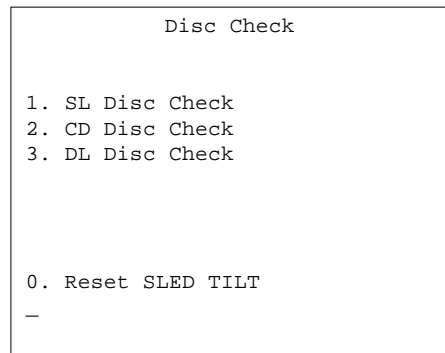 Disc Check
1. SL Disc Check
2. CD Disc Check
3. DL Disc Check
0. Reset SLED TILT
_